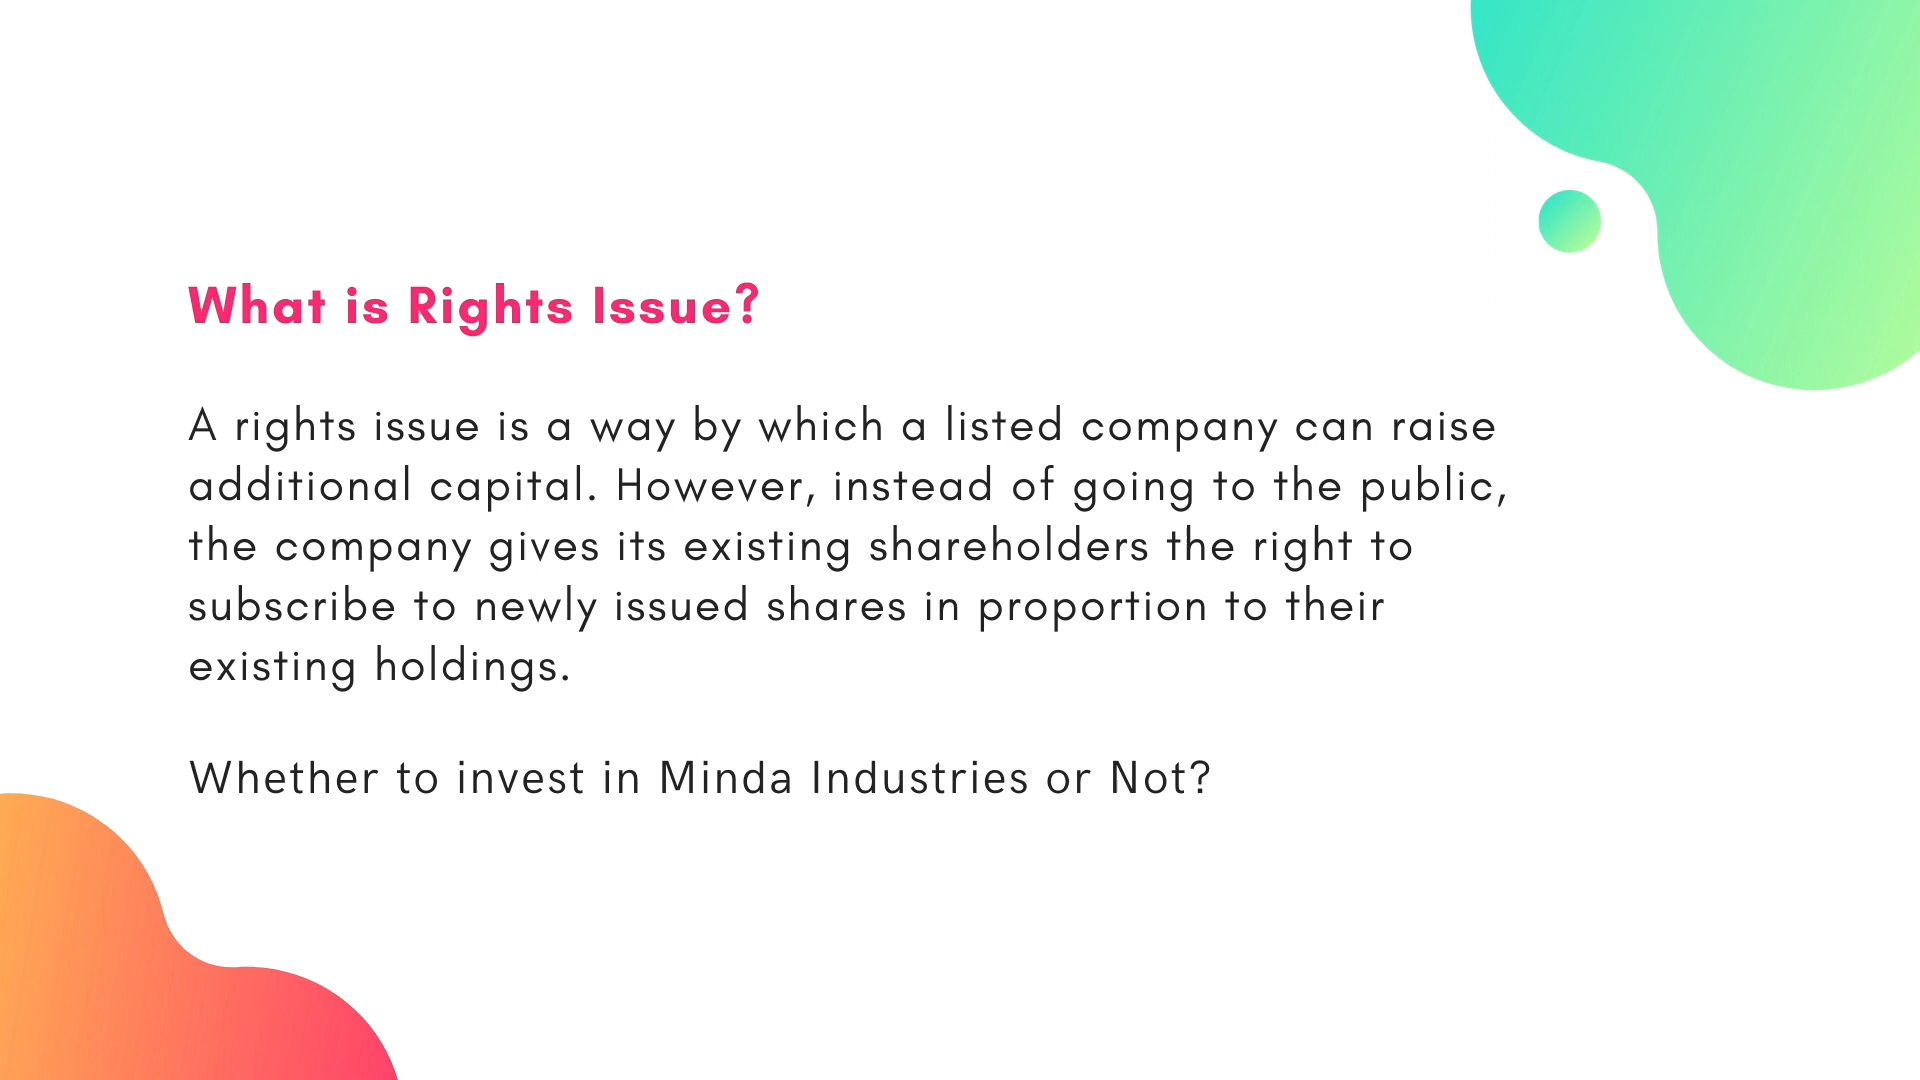 What is Rights Issue?
A rights issue is a way by which a listed company can raise
additional capital. However, instead of going to the public,
the company gives its existing shareholders the right to
subscribe to newly issued shares in proportion to their
existing holdings.
Whether to invest in Minda Industries or Not?